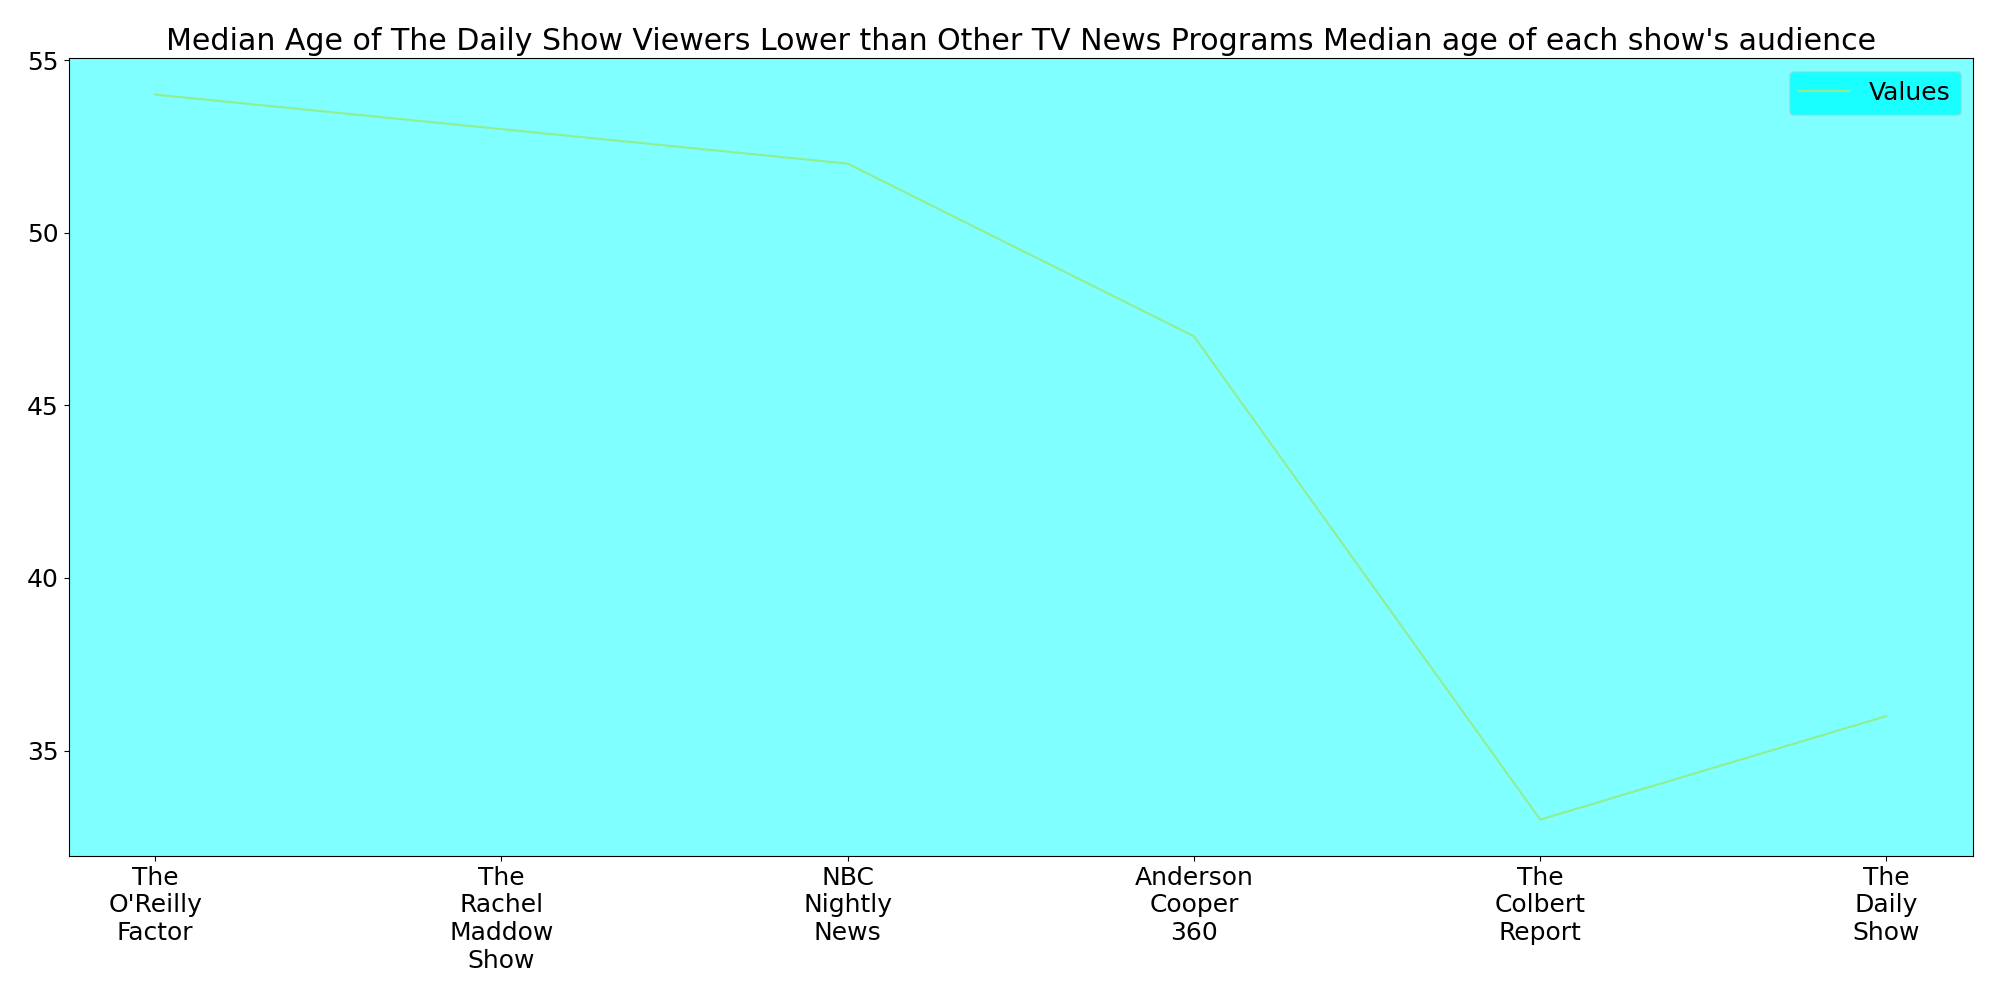 Median Age of The Daily Show Viewers Lower than Other TV News Programs Median age of each show's audience
Values
55
50
45
40
35
The
O'Reilly
Factor
The
Rachel
Maddow
Show
NBC
Nightly
News
Anderson
Cooper
360
The
Colbert
Report
The
Daily
Show